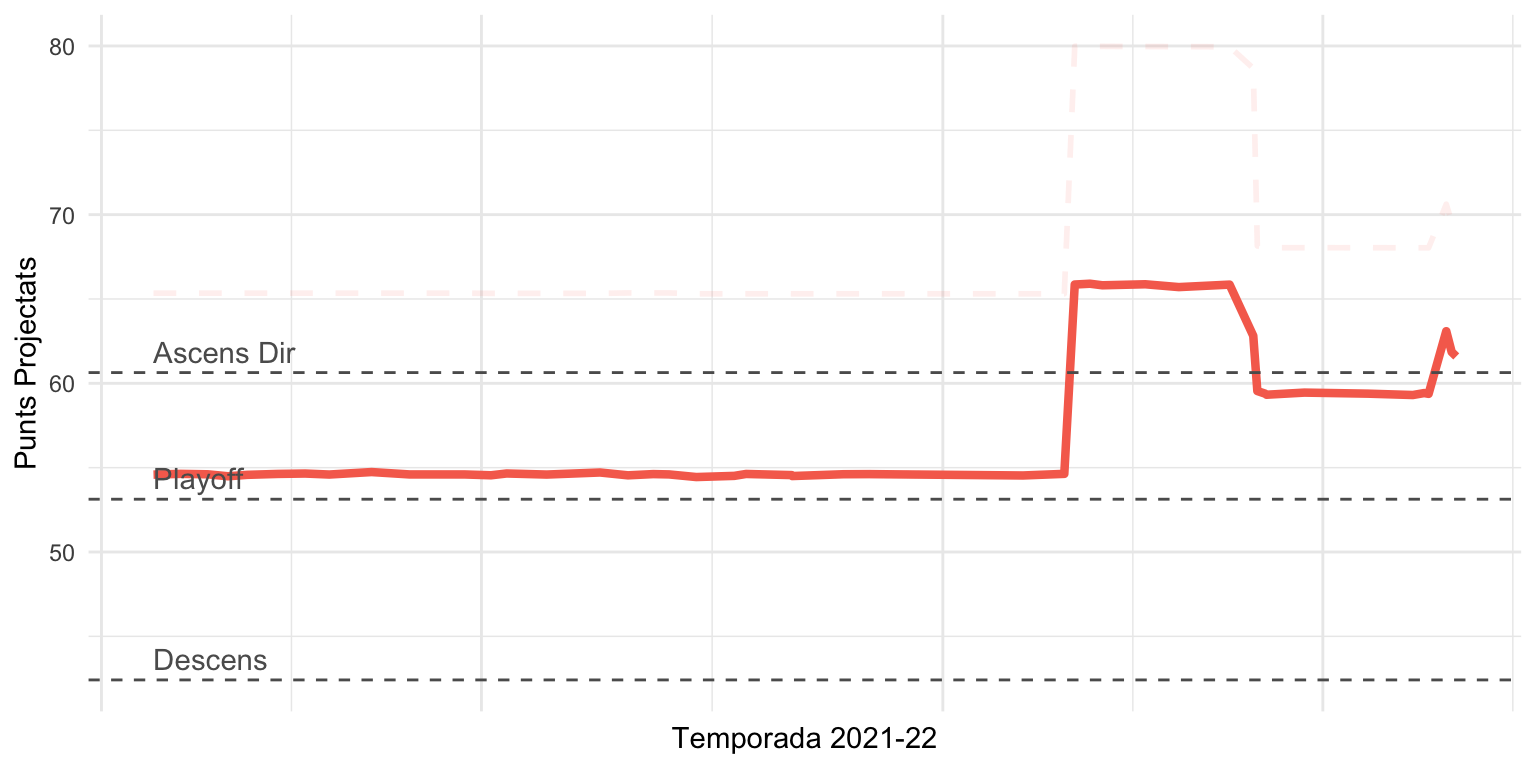 80
70
60
50
Punts Projectats
Ascens Dir
Playoff
Descens
Temporada 2021-22